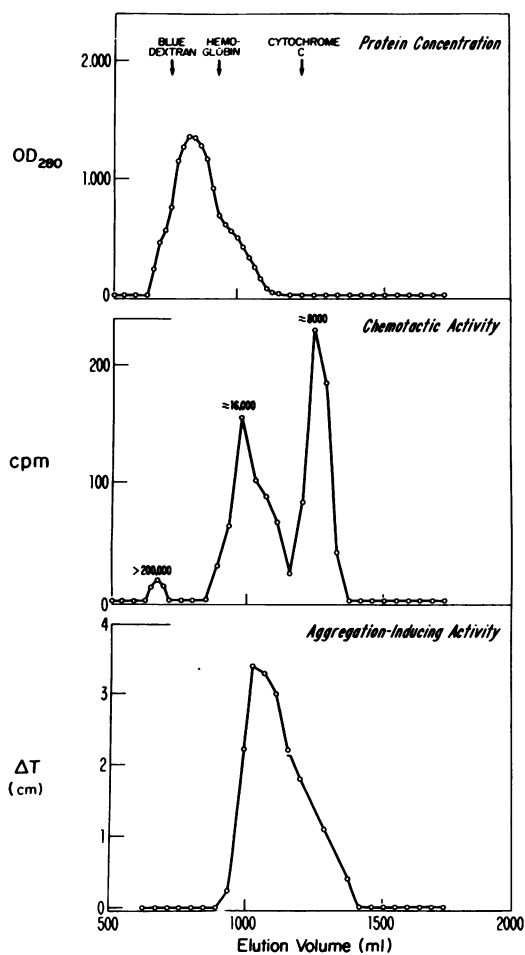 BLUE DEXTRAN
HEMO-GLOBIN
CYTOCHROME C
Protein Concentration
2.000
OD280
1.000
0
Chemotactic Activity
≈8000
200
≈16,000
cpm
100
>200,000
0
Aggregation-Inducing Activity
4
3
ΔT
(cm)
2
1
0
500
1000
1500
2000
Elution Volume (ml)